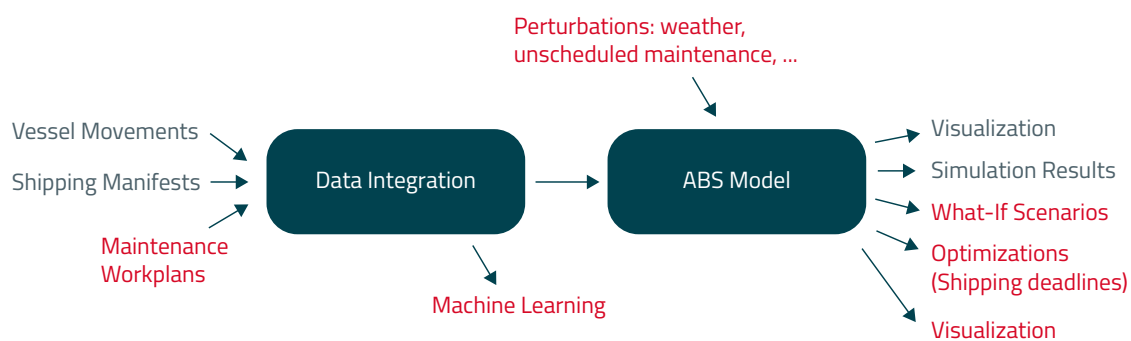 Perturbations: weather,
unscheduled maintenance, ...
Vessel Movements
Shipping Manifests
Maintenance
Workplans
Data Integration
Machine Learning
ABS Model
Visualization
Simulation Results
What-If Scenarios
Optimizations
(Shipping deadlines)
Visualization